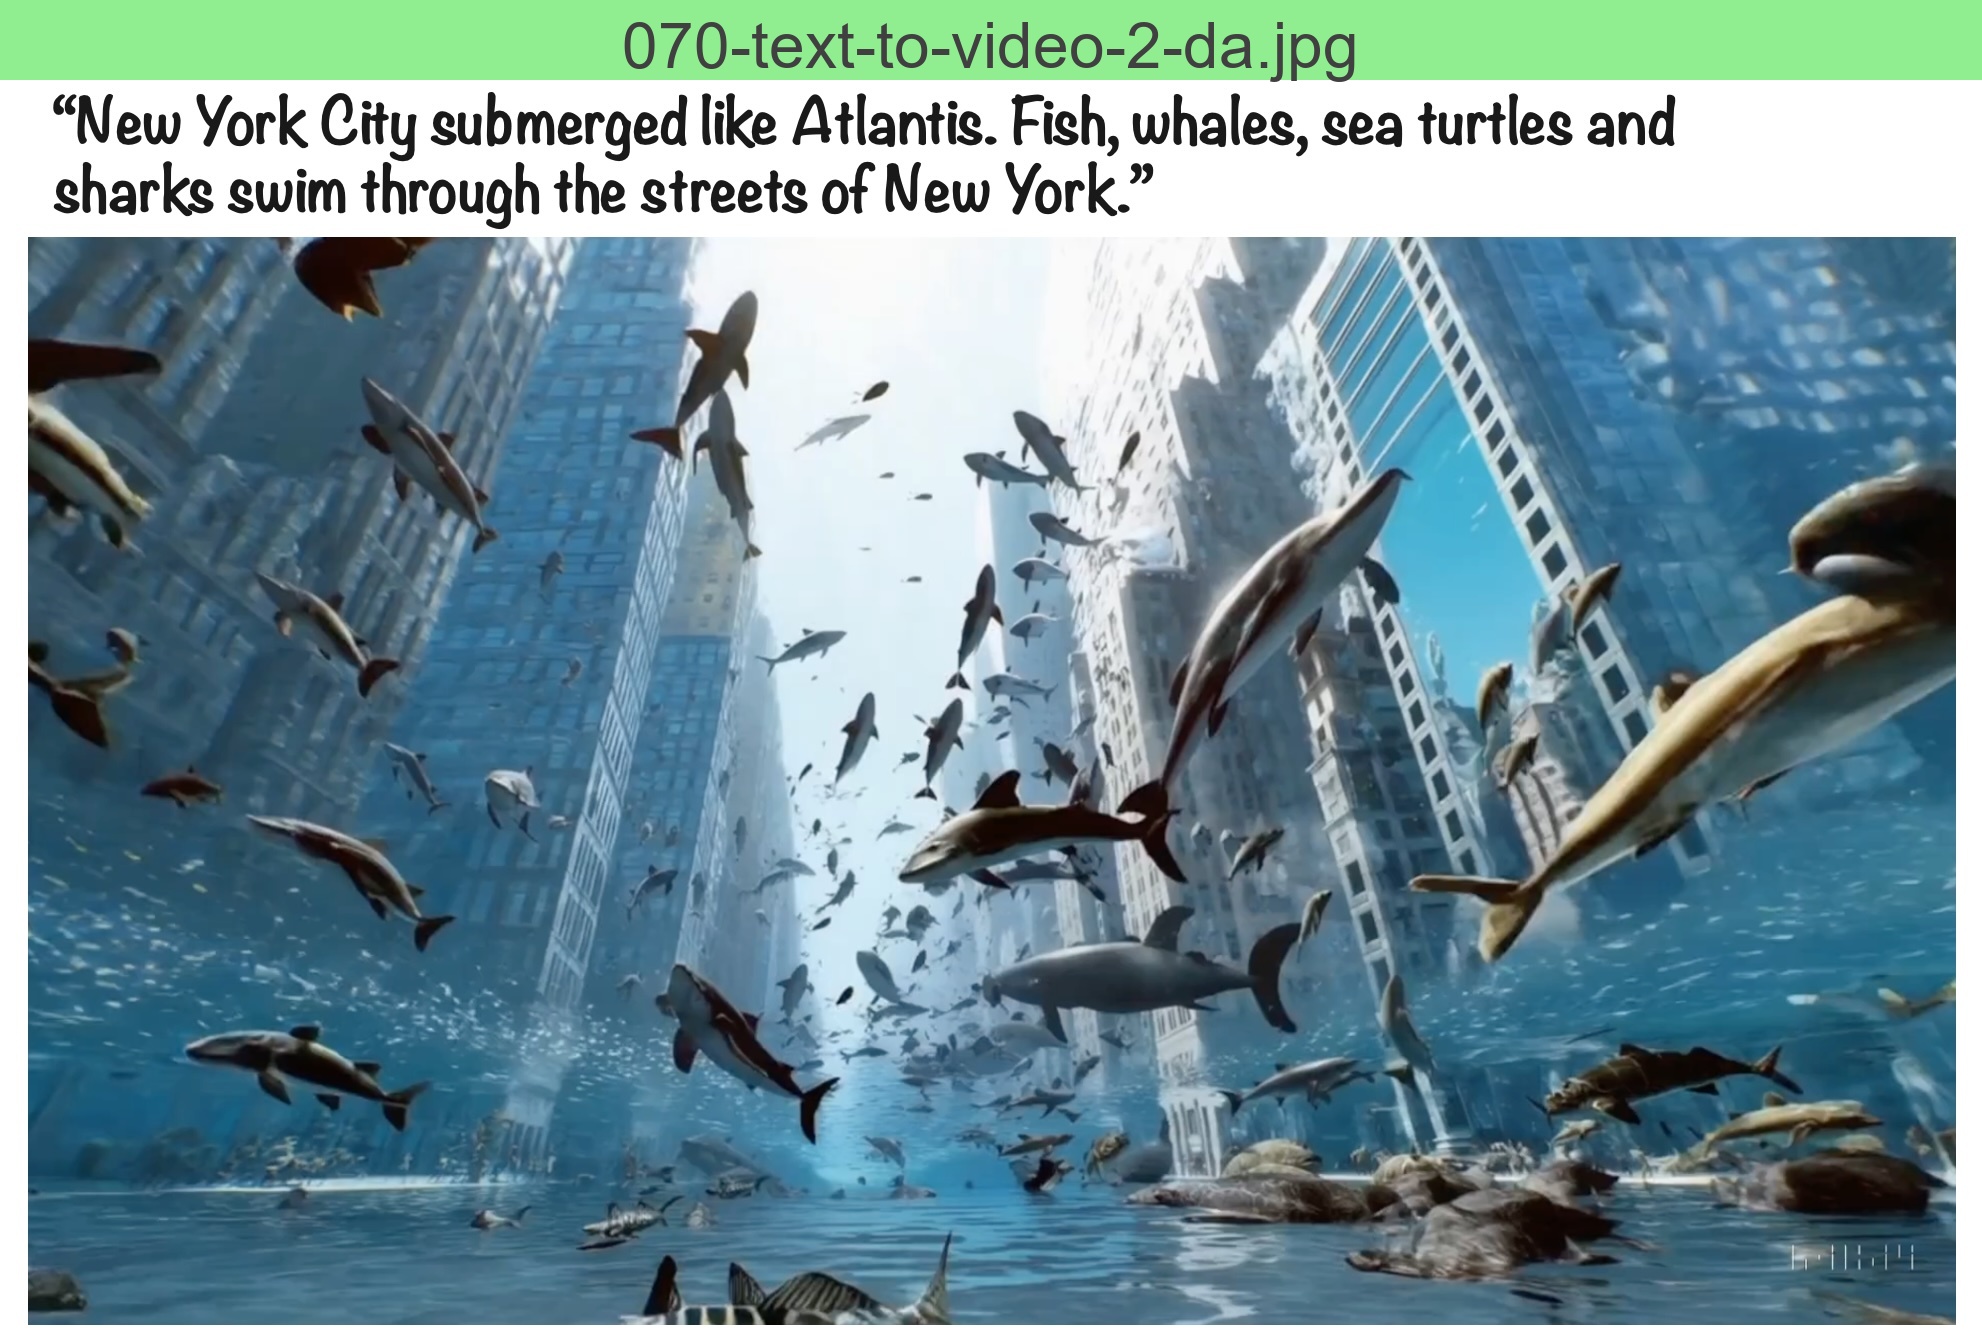 070-text-to-video-2-da.jpg
“New York City submerged like Atlantis. Fish, whales, sea turtles and
sharks swim through the streets of New York.”